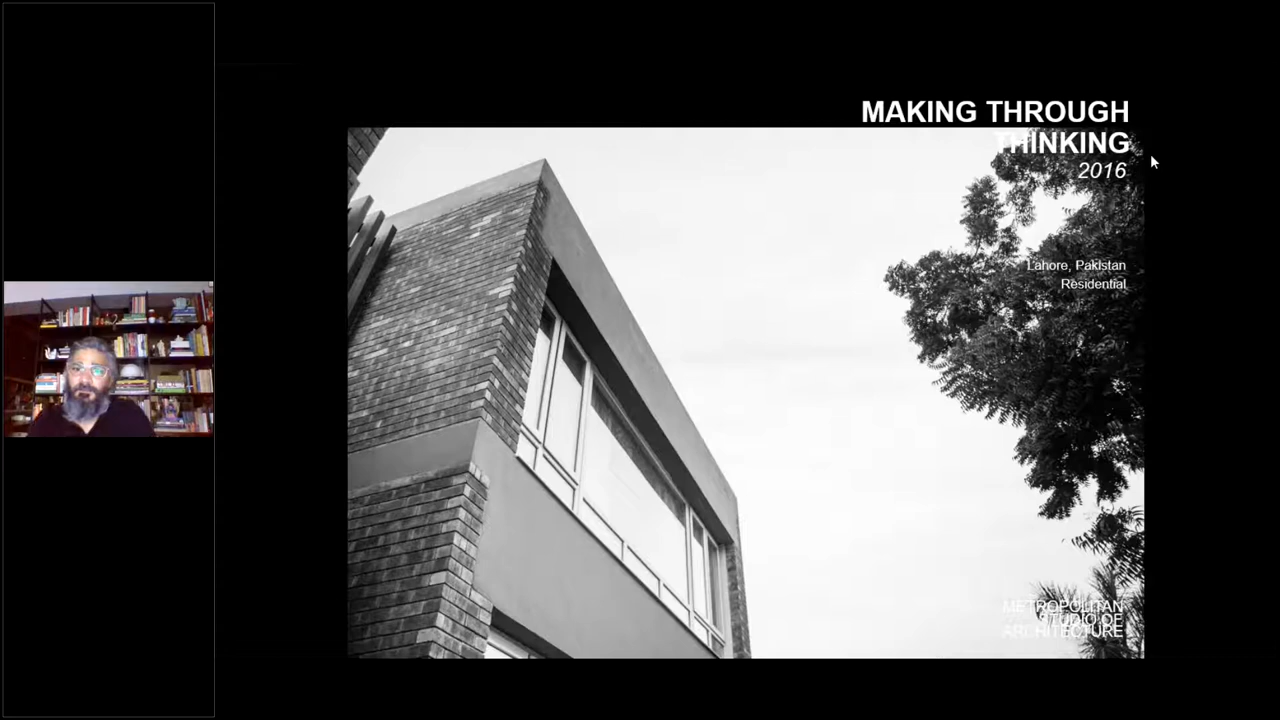 MAKING THROUGH
THINKING
2016
Lahore, Pakistan
Residential
METROPOLITAN
STUDIO OF
ARCHITECTURE